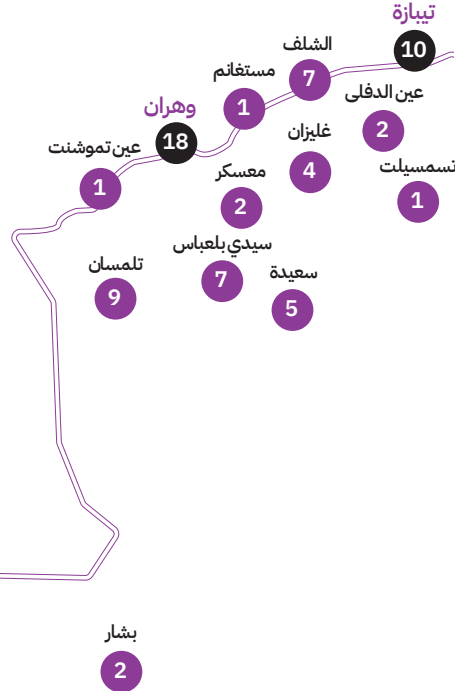 تيبازة
10
الشلف
7
مستغانم
1
عين الدفلى
2
وهران
18
غليزان
4
عين تموشنت
1
تسمسيلت
1
معسكر
2
سيدي بلعباس
7
تلمسان
9
سعيدة
5
بشار
2